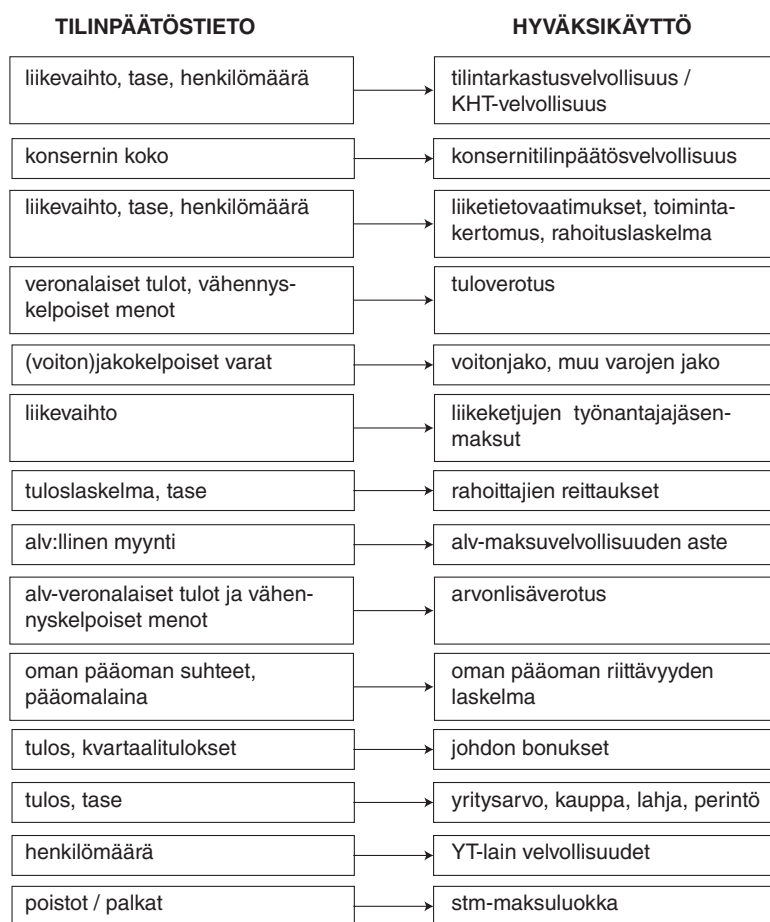 TILINPÄÄTÖSTIETO HYVÄKSIKÄYTTÖ
liikevaihto, tase, henkilömäärä
tilintarkastusvelvollisuus /
KHT-velvollisuus
konsernin koko
konsernitilinpäätösvelvollisuus
liikevaihto, tase, henkilömäärä
liiketietovaatimukset, toiminta-
kertomus, rahoituslaskelma
veronalaiset tulot, vähennys-
kelpoiset menot
tuloverotus
(voiton)jakokelpoiset varat
voitonjako, muu varojen jako
liikevaihto
liikeketjujen työnantajajäsen-
maksut
tuloslaskelma, tase
rahoittajien reittaukset
alv:llinen myynti
alv-maksuvelvollisuuden aste
alv-veronalaiset tulot ja vähen-
nyskelpoiset menot
arvonlisäverotus
oman pääoman suhteet,
pääomalaina
oman pääoman riittävyyden
laskelma
tulos, kvartaalitulokset
johdon bonukset
tulos, tase
yritysarvo, kauppa, lahja, perintö
henkilömäärä
YT-lain velvollisuudet
poistot / palkat
stm-maksuluokka